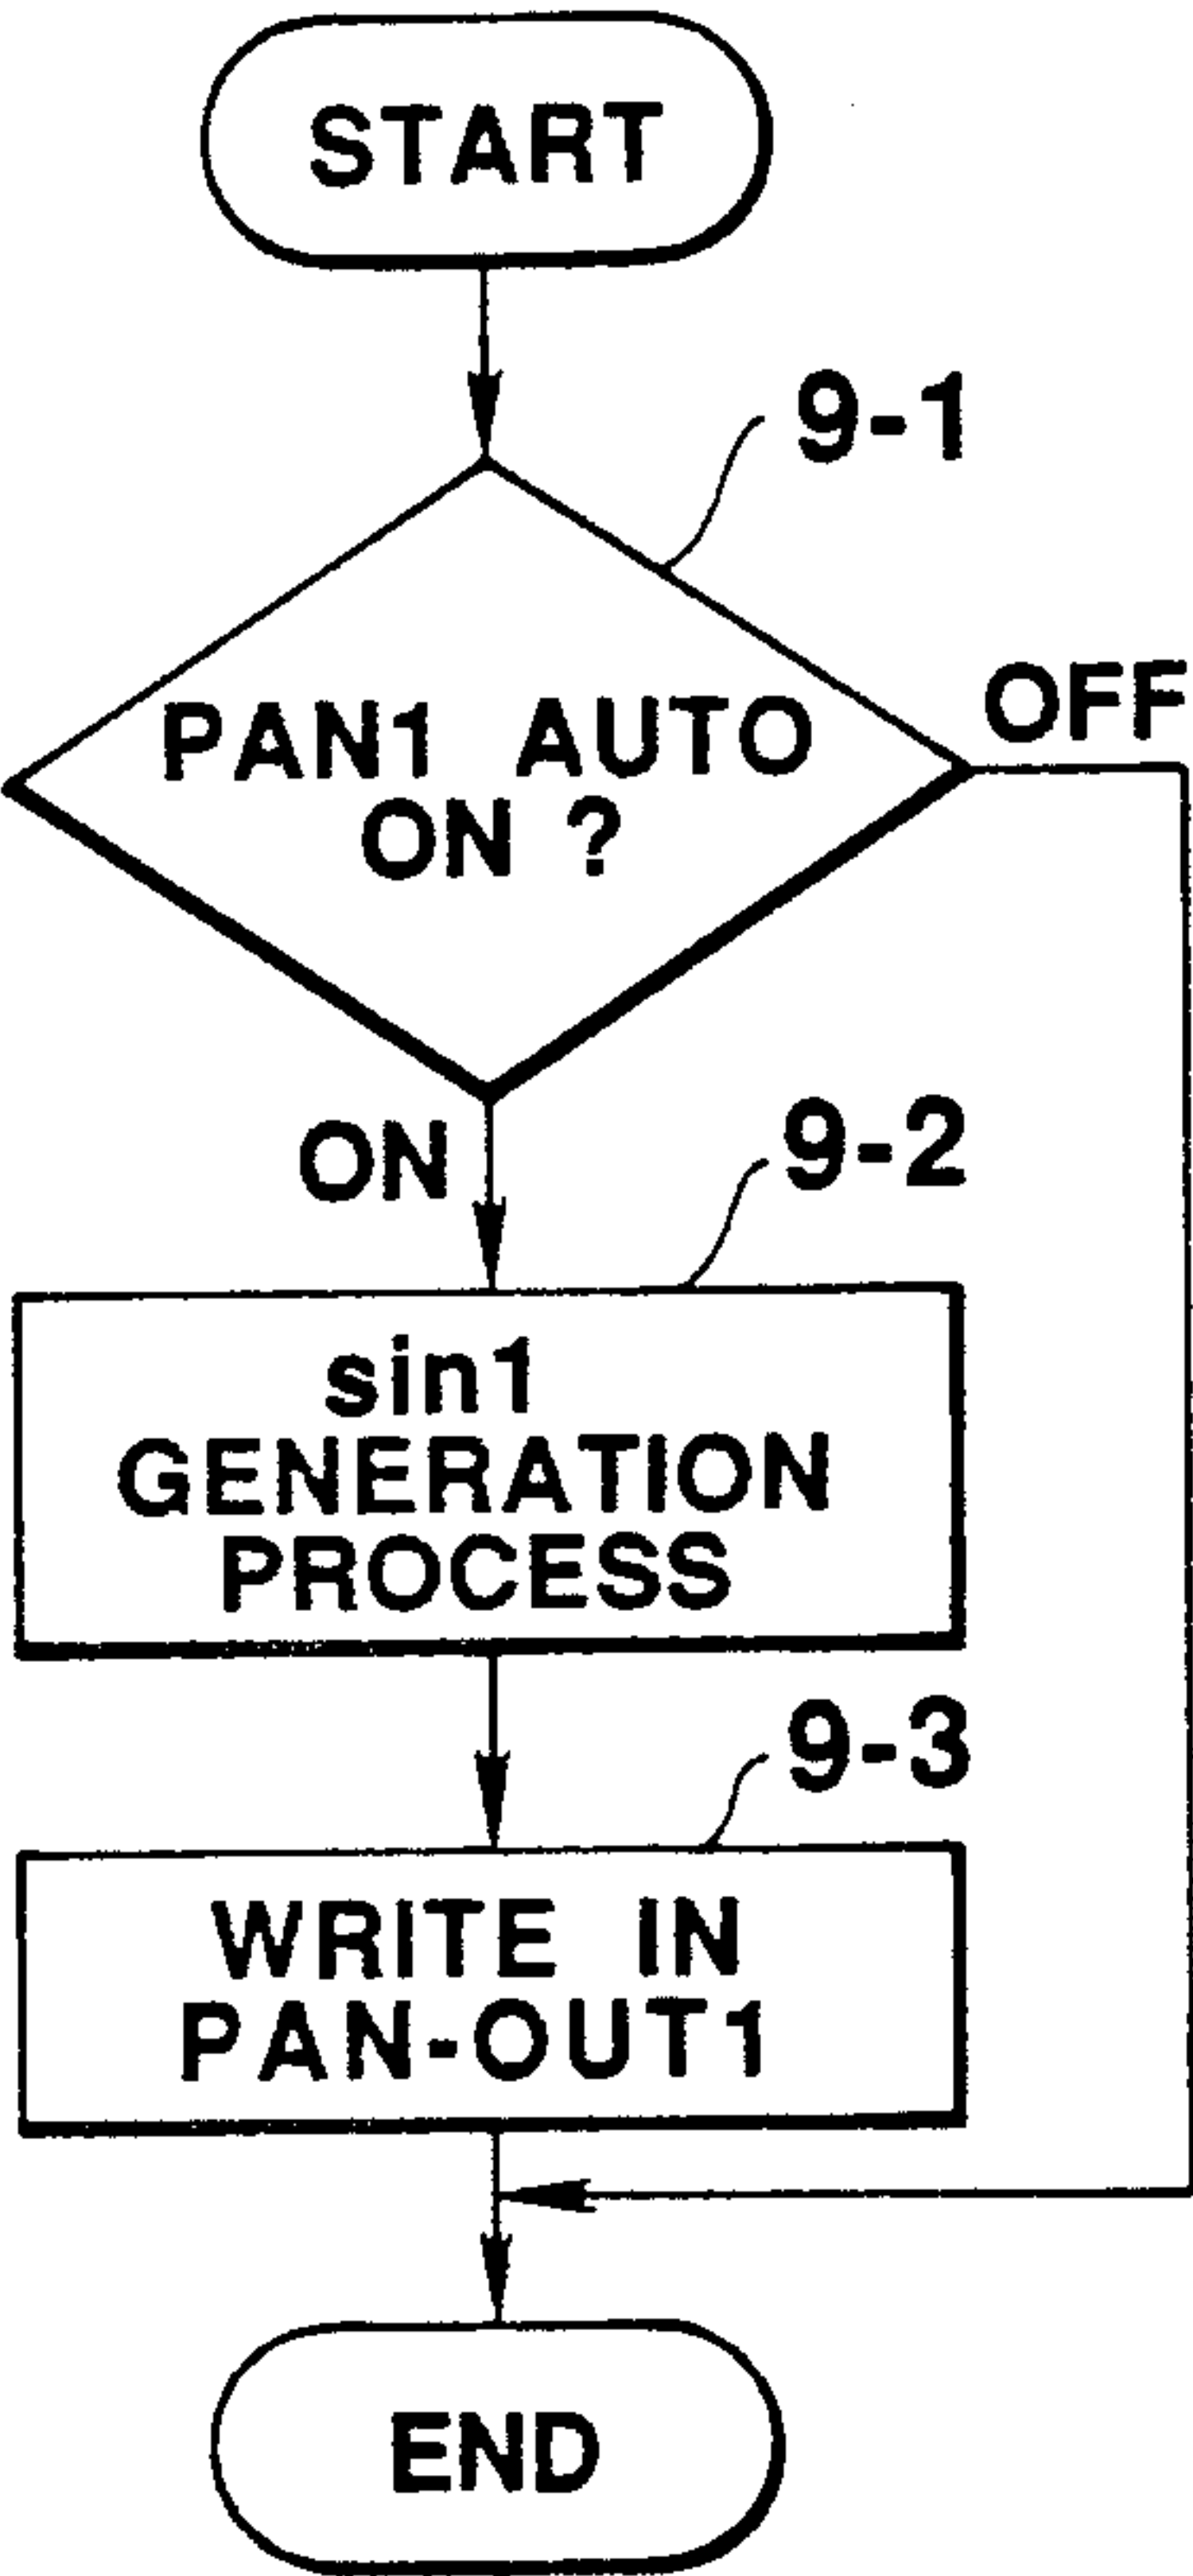 START
9-1
OFF
PAN1 AUTO
ON ?
ON
9-2
sin1
GENERATION
PROCESS
9-3
WRITE IN
PAN-OUT1
END